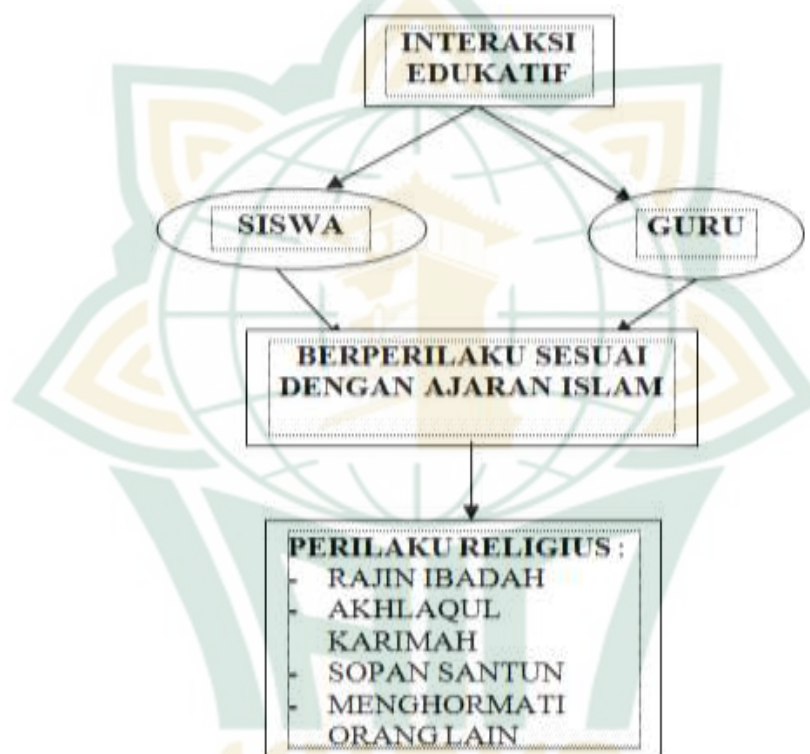 INTERAKSI
EDUKATIF
SISWA
GURU
BERPERILAKU SESUAI
DENGAN AJARAN ISLAM
PERILAKU RELIGIUS :
- RAJIN IBADAH
- AKHLAQUL
KARIMAH
- SOPAN SANTUN
- MENGHORMATI
ORANG LAIN